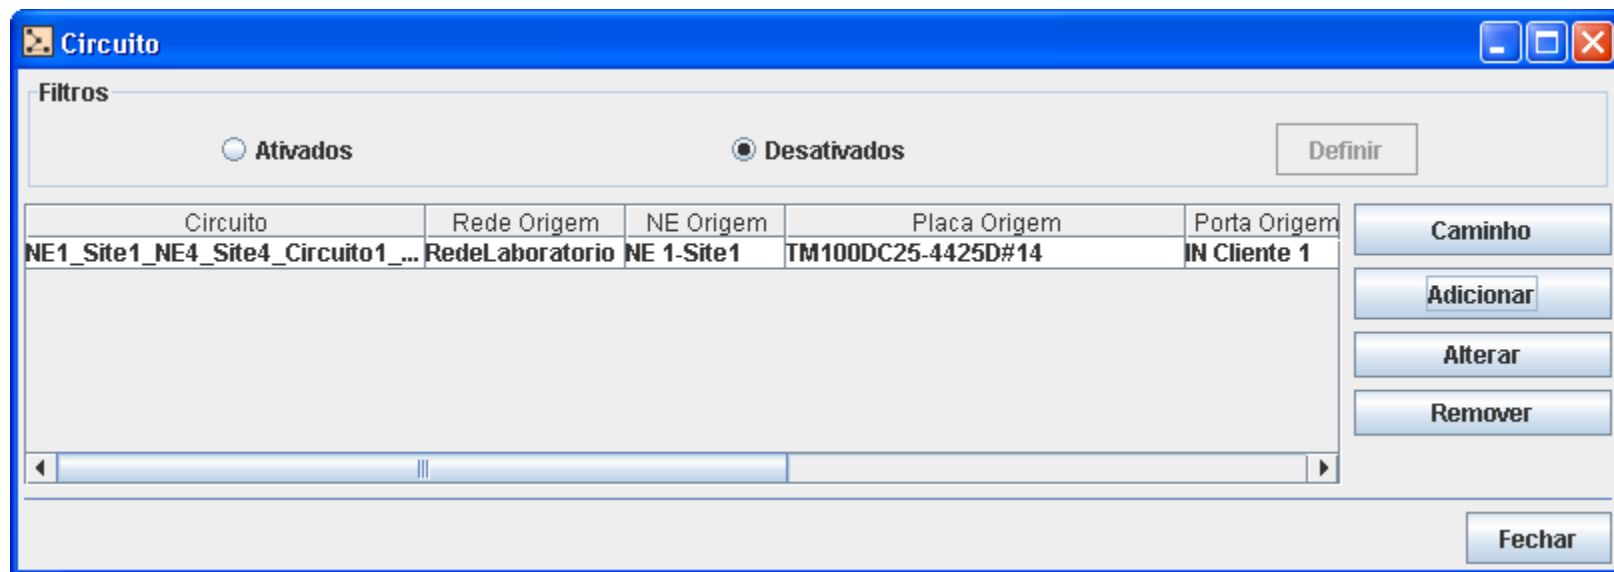 Circuito
Filtros
Ativados Desativados Definir
Circuito Rede Origem NE Origem Placa Origem Porta Origem
NE1_Site1_NE4_Site4_Circuito1_... RedeLaboratorio NE 1-Site1 TM100DC25-4425D#14 IN Cliente 1
Caminho
Adicionar
Alterar
Remover
Fechar